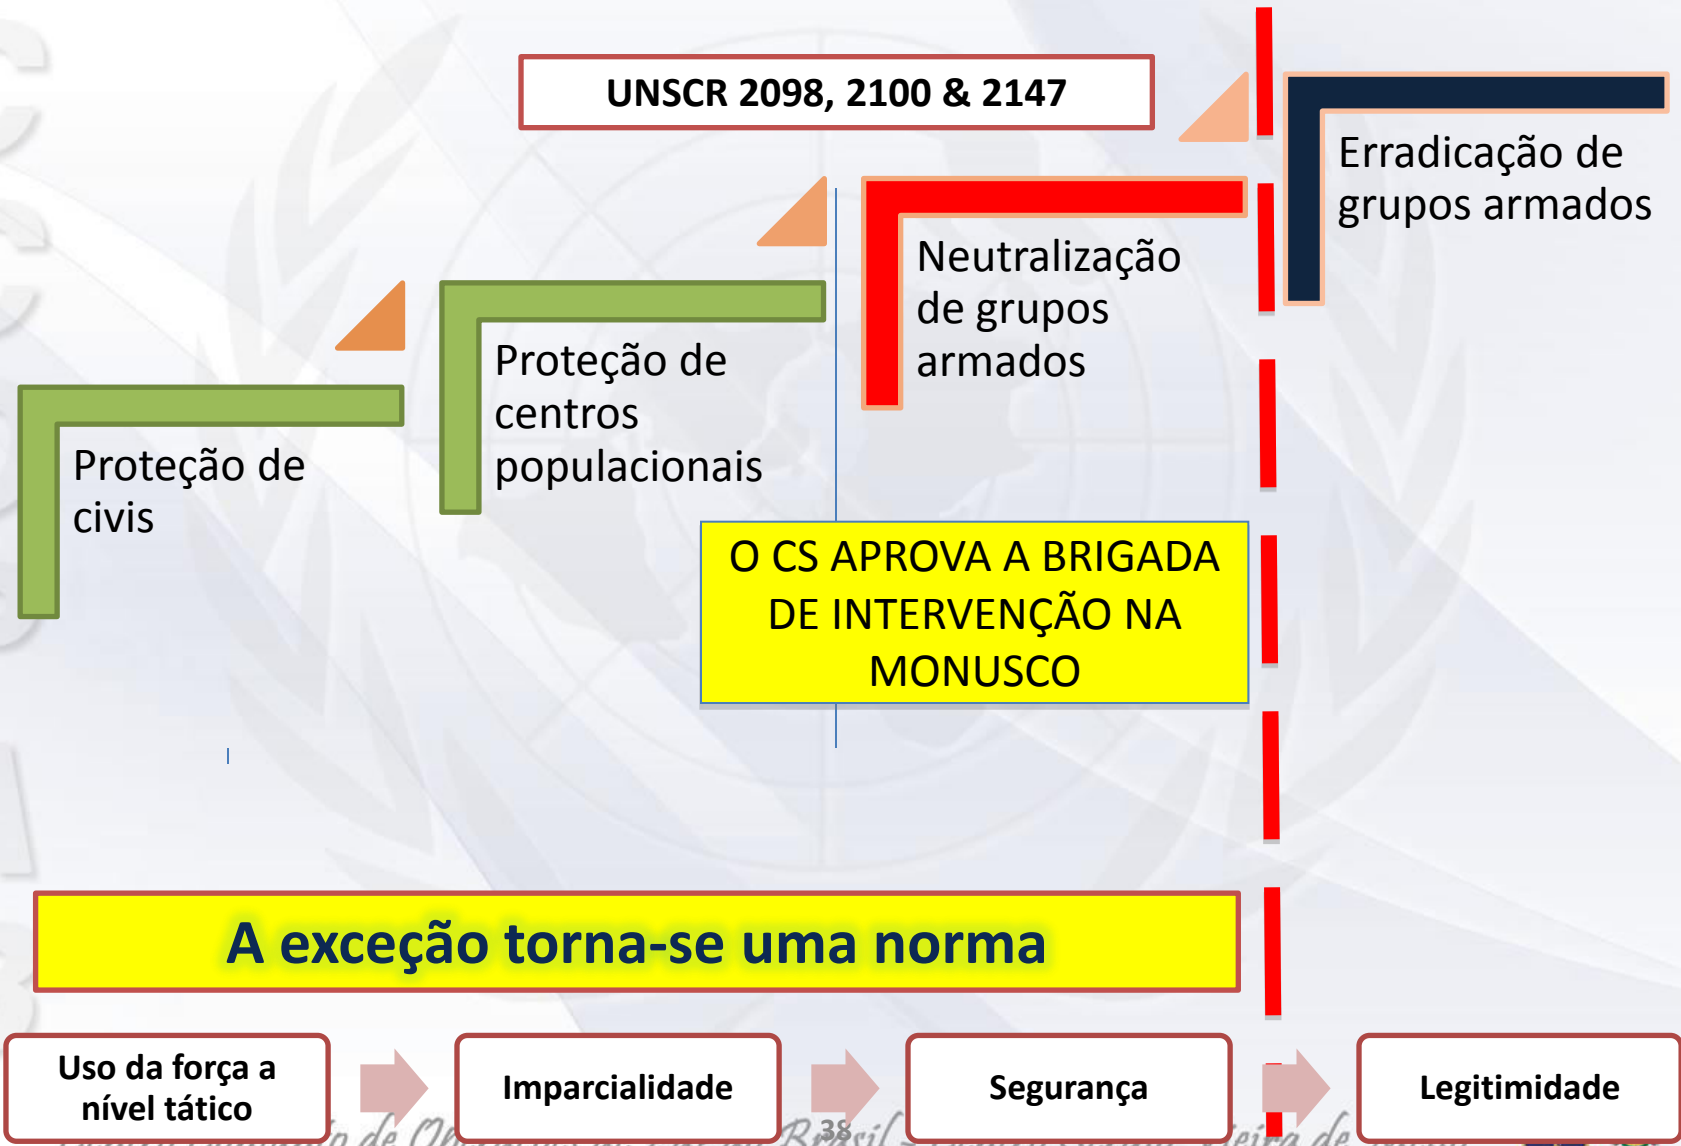 UNSCR 2098, 2100 & 2147
Erradicação de
grupos armados
Neutralização
de grupos
armados
Proteção de
centros
populacionais
Proteção de
civis
O CS APROVA A BRIGADA
DE INTERVENÇÃO NA
MONUSCO
A exceção torna-se uma norma
Uso da força a
nível tático
Imparcialidade
Segurança
Legitimidade
38